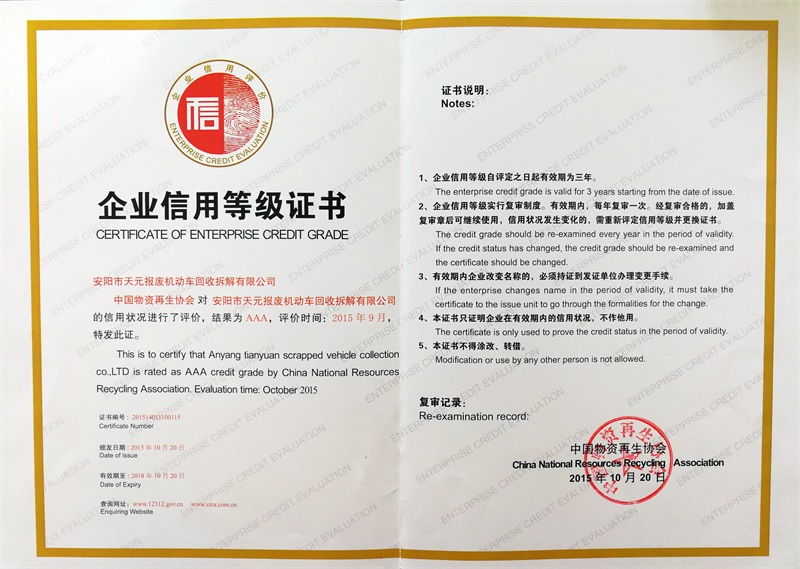 企业信用评价
信
ENTERPRISE CREDIT EVALUATION
企业信用等级证书
CERTIFICATE OF ENTERPRISE CREDIT GRADE
安阳市天元报废机动车回收拆解有限公司
中国物资再生协会 对 安阳市天元报废机动车回收拆解有限公司
的信用状况进行了评价，结果为 AAA，评价时间：2015 年 9 月，
特发此证。
This is to certify that Anyang tianyuan scrapped vehicle collection
co.,LTD is rated as AAA credit grade by China National Resources
Recycling Association. Evaluation time: October 2015
证书编号：201514011100115
Certificate Number
颁发日期：2015 年 10 月 20 日
Date of Issue
有效期至：2018 年 10 月 20 日
Date of Expiry
查询网址：www.12312.gov.cn www.crra.com.cn
Enquiring Website
证书说明：
Notes:
1、企业信用等级自评定之日起有效期为三年。
The enterprise credit grade is valid for 3 years starting from the date of issue.
2、企业信用等级实行复审制度。有效期内，每年复审一次。经复审合格的，加盖
复审章后可继续使用，信用状况发生变化的，需重新评定信用等级并更换证书。
The credit grade should be re-examined every year in the period of validity.
If the credit status has changed, the credit grade should be re-examined and
the certificate should be changed.
3、有效期内企业改变名称的，必须持证到发证单位办理变更手续。
If the enterprise changes name in the period of validity, it must take the
certificate to the issue unit to go through the formalities for the change.
4、本证书只证明企业在有效期内的信用状况，不作他用。
The certificate is only used to prove the credit status in the period of validity.
5、本证书不得涂改、转借。
Modification or use by any other person is not allowed.
复审记录：
Re-examination record:
中国物资再生协会
China National Resources Recycling Association
2015 年 10 月 20 日